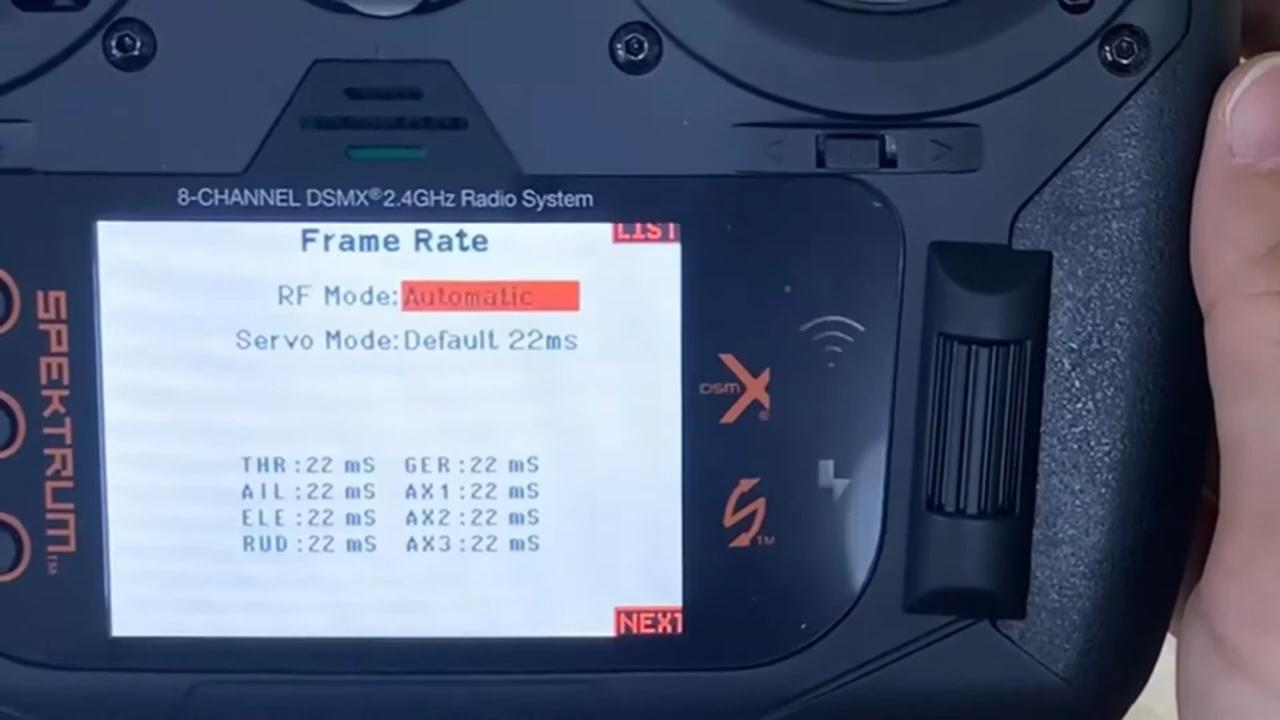 8-CHANNEL DSMX® 2.4GHz Radio System
Frame Rate
LIST
RF Mode:Automatic
Servo Mode:Default 22ms
THR:22 mS GER:22 mS
AIL:22 mS AX1:22 mS
ELE:22 mS AX2:22 mS
RUD:22 mS AX3:22 mS
NEXT
SPEKTRUM™
DSMX®